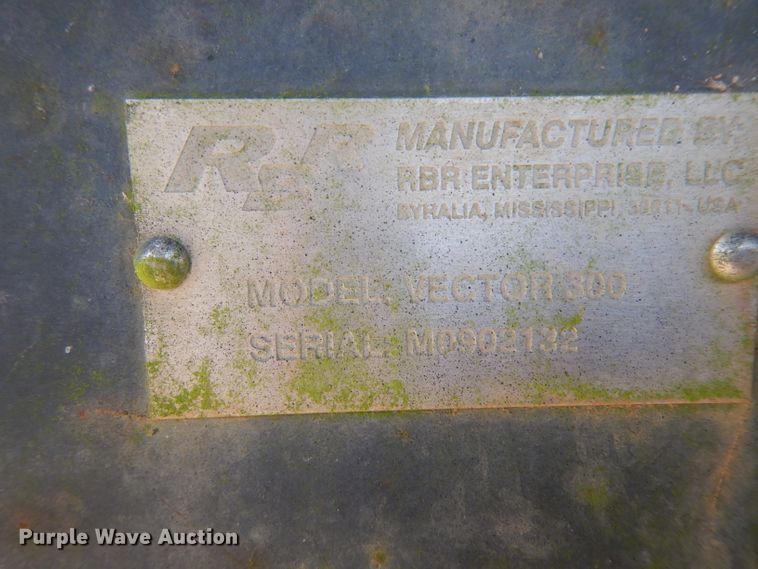 RBR
MANUFACTURED BY:
RBR ENTERPRISE, LLC
BYHALIA, MISSISSIPPI, 38611- USA
MODEL: VECTOR 300
SERIAL: M0902132
Purple Wave Auction®